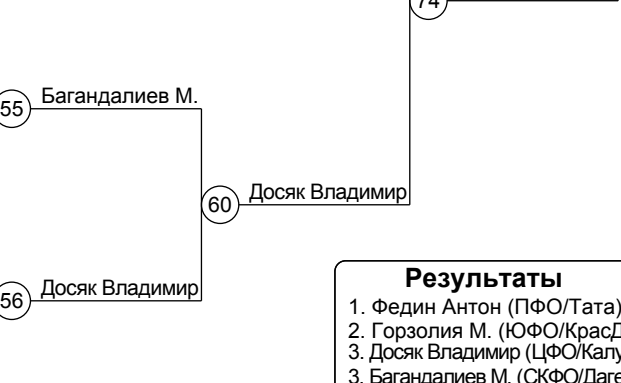 74
Багандалиев М.
55
Досяк Владимир
60
Досяк Владимир
56
Результаты
1. Федин Антон (ПФО/Тата)
2. Горзолия М. (ЮФО/КрасД
3. Досяк Владимир (ЦФО/Калу
3. Багандалиев М. (СКФО/Даге